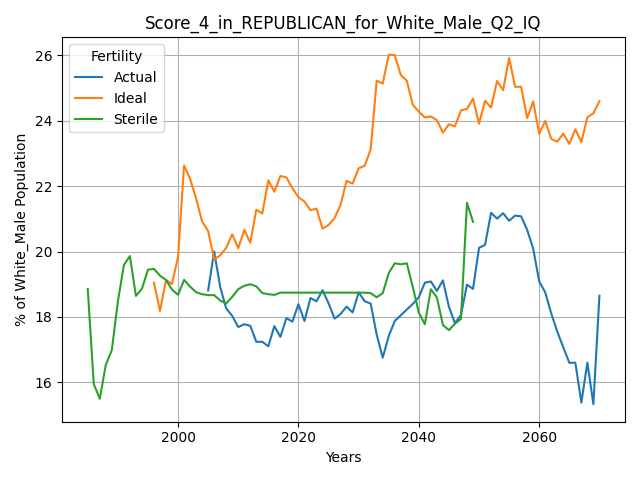 Score_4_in_REPUBLICAN_for_White_Male_Q2_IQ
Fertility
Actual
Ideal
Sterile
% of White_Male Population
26
24
22
20
18
16
2000
2020
2040
2060
Years